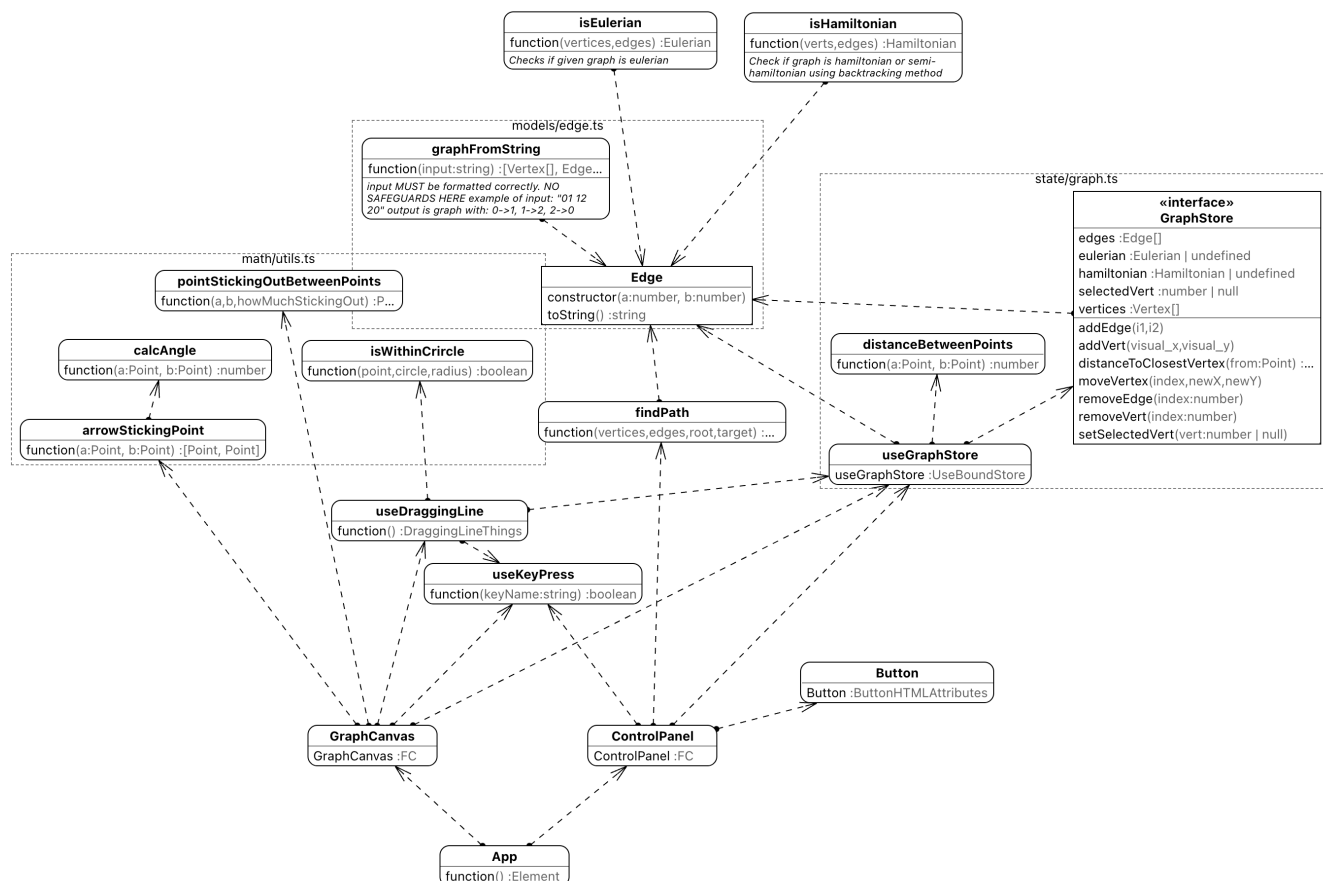 isEulerian
function(vertices,edges) :Eulerian
Checks if given graph is eulerian
isHamiltonian
function(verts,edges) :Hamiltonian
Check if graph is hamiltonian or semi-
hamiltonian using backtracking method
models/edge.ts
graphFromString
function(input:string) :[Vertex[], Edge...
input MUST be formatted correctly. NO
SAFEGUARDS HERE example of input: "01 12
20" output is graph with: 0->1, 1->2, 2->0
state/graph.ts
«interface»
GraphStore
edges :Edge[]
eulerian :Eulerian | undefined
hamiltonian :Hamiltonian | undefined
selectedVert :number | null
vertices :Vertex[]
addEdge(i1,i2)
addVert(visual_x,visual_y)
distanceToClosestVertex(from:Point) :...
moveVertex(index,newX,newY)
removeEdge(index:number)
removeVert(index:number)
setSelectedVert(vert:number | null)
math/utils.ts
pointStickingOutBetweenPoints
function(a,b,howMuchStickingOut) :P...
Edge
constructor(a:number, b:number)
toString() :string
calcAngle
function(a:Point, b:Point) :number
isWithinCrircle
function(point,circle,radius) :boolean
distanceBetweenPoints
function(a:Point, b:Point) :number
arrowStickingPoint
function(a:Point, b:Point) :[Point, Point]
findPath
function(vertices,edges,root,target) :...
useGraphStore
useGraphStore :UseBoundStore
useDraggingLine
function() :DraggingLineThings
useKeyPress
function(keyName:string) :boolean
Button
Button :ButtonHTMLAttributes
GraphCanvas
GraphCanvas :FC
ControlPanel
ControlPanel :FC
App
function() :Element